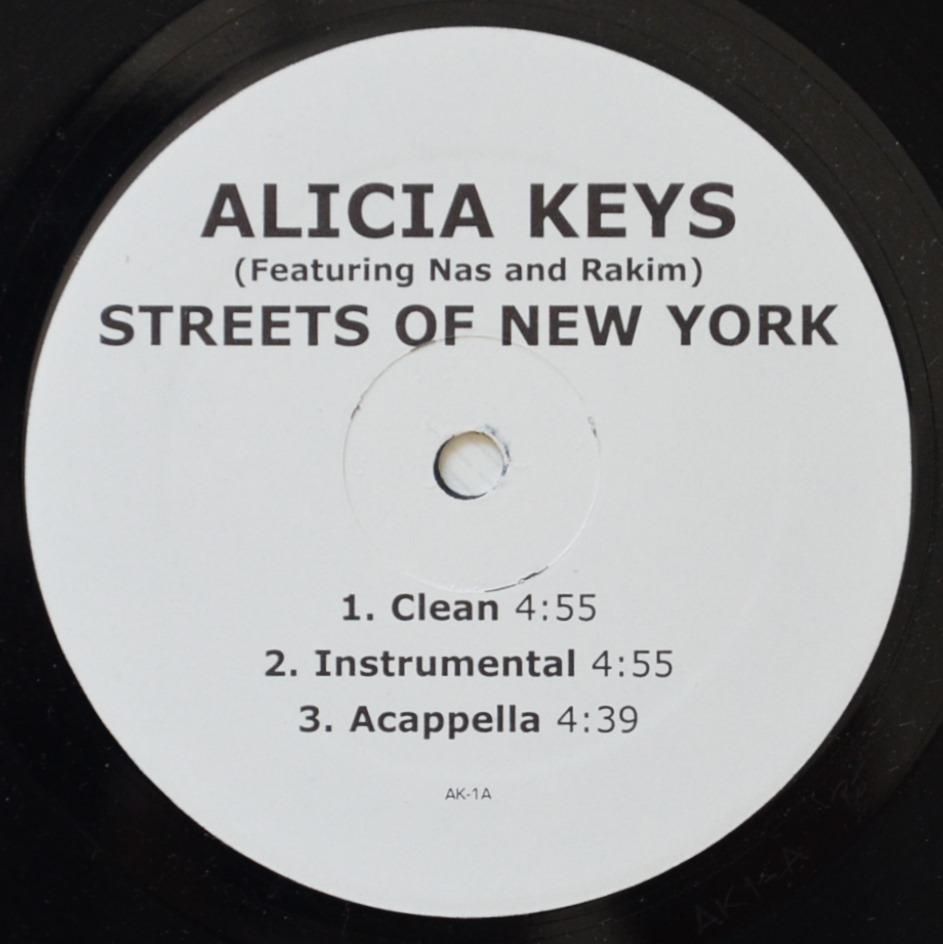 ALICIA KEYS
(Featuring Nas and Rakim)
STREETS OF NEW YORK
1. Clean 4:55
2. Instrumental 4:55
3. Acappella 4:39
AK-1A